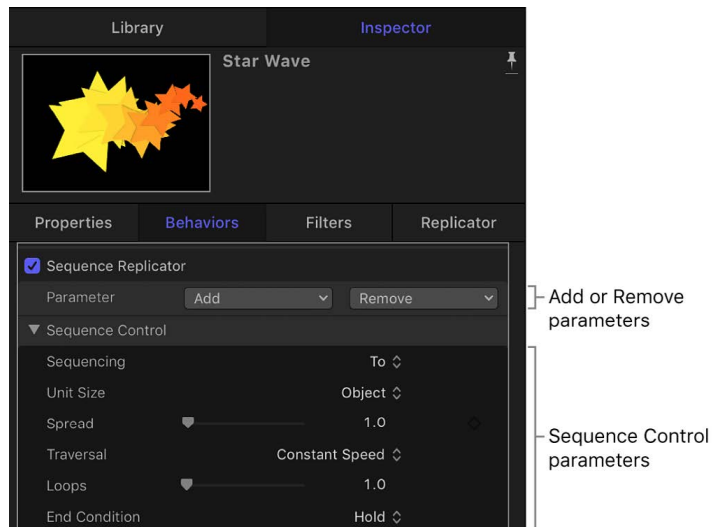 Library Inspector
Star Wave
Properties Behaviors Filters Replicator
Sequence Replicator
Parameter Add Remove
Add or Remove
parameters
Sequence Control
Sequencing To
Unit Size Object
Spread 1.0
Traversal Constant Speed
Loops 1.0
End Condition Hold
Sequence Control
parameters